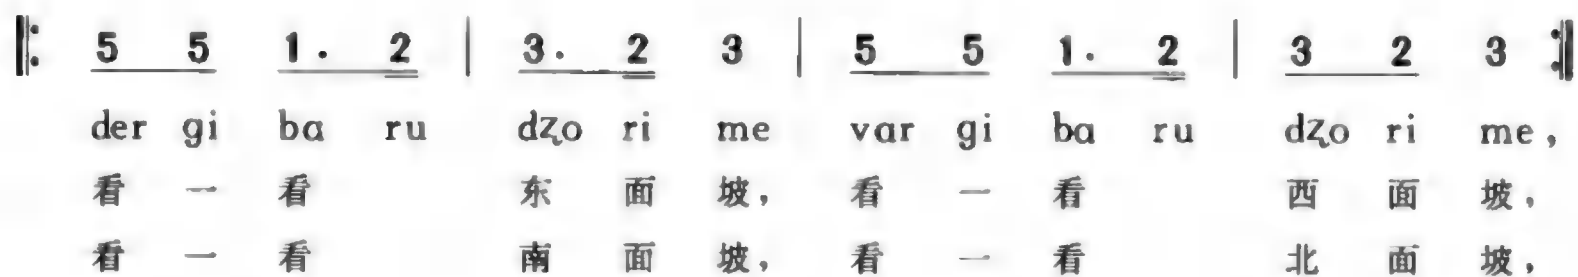 𝄆 5 5 1. 2 | 3. 2 3 | 5 5 1. 2 | 3 2 3 𝄇
der gi ba ru dʐo ri me var gi ba ru dʐo ri me,
看 一 看 东 面 坡, 看 一 看 西 面 坡,
看 一 看 南 面 坡, 看 一 看 北 面 坡,